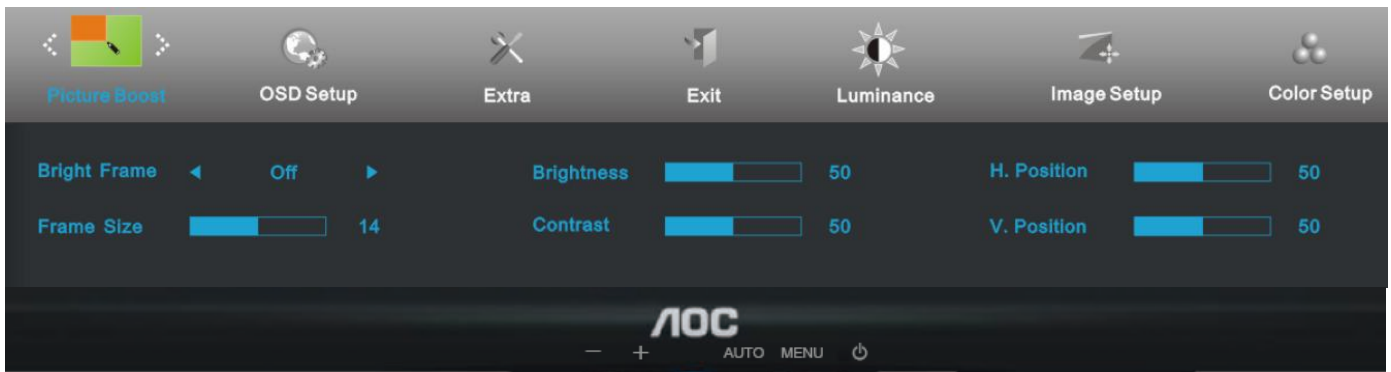 Picture Boost OSD Setup Extra Exit Luminance Image Setup Color Setup
Bright Frame Off Brightness 50 H. Position 50
Frame Size 14 Contrast 50 V. Position 50
AOC
− + AUTO MENU